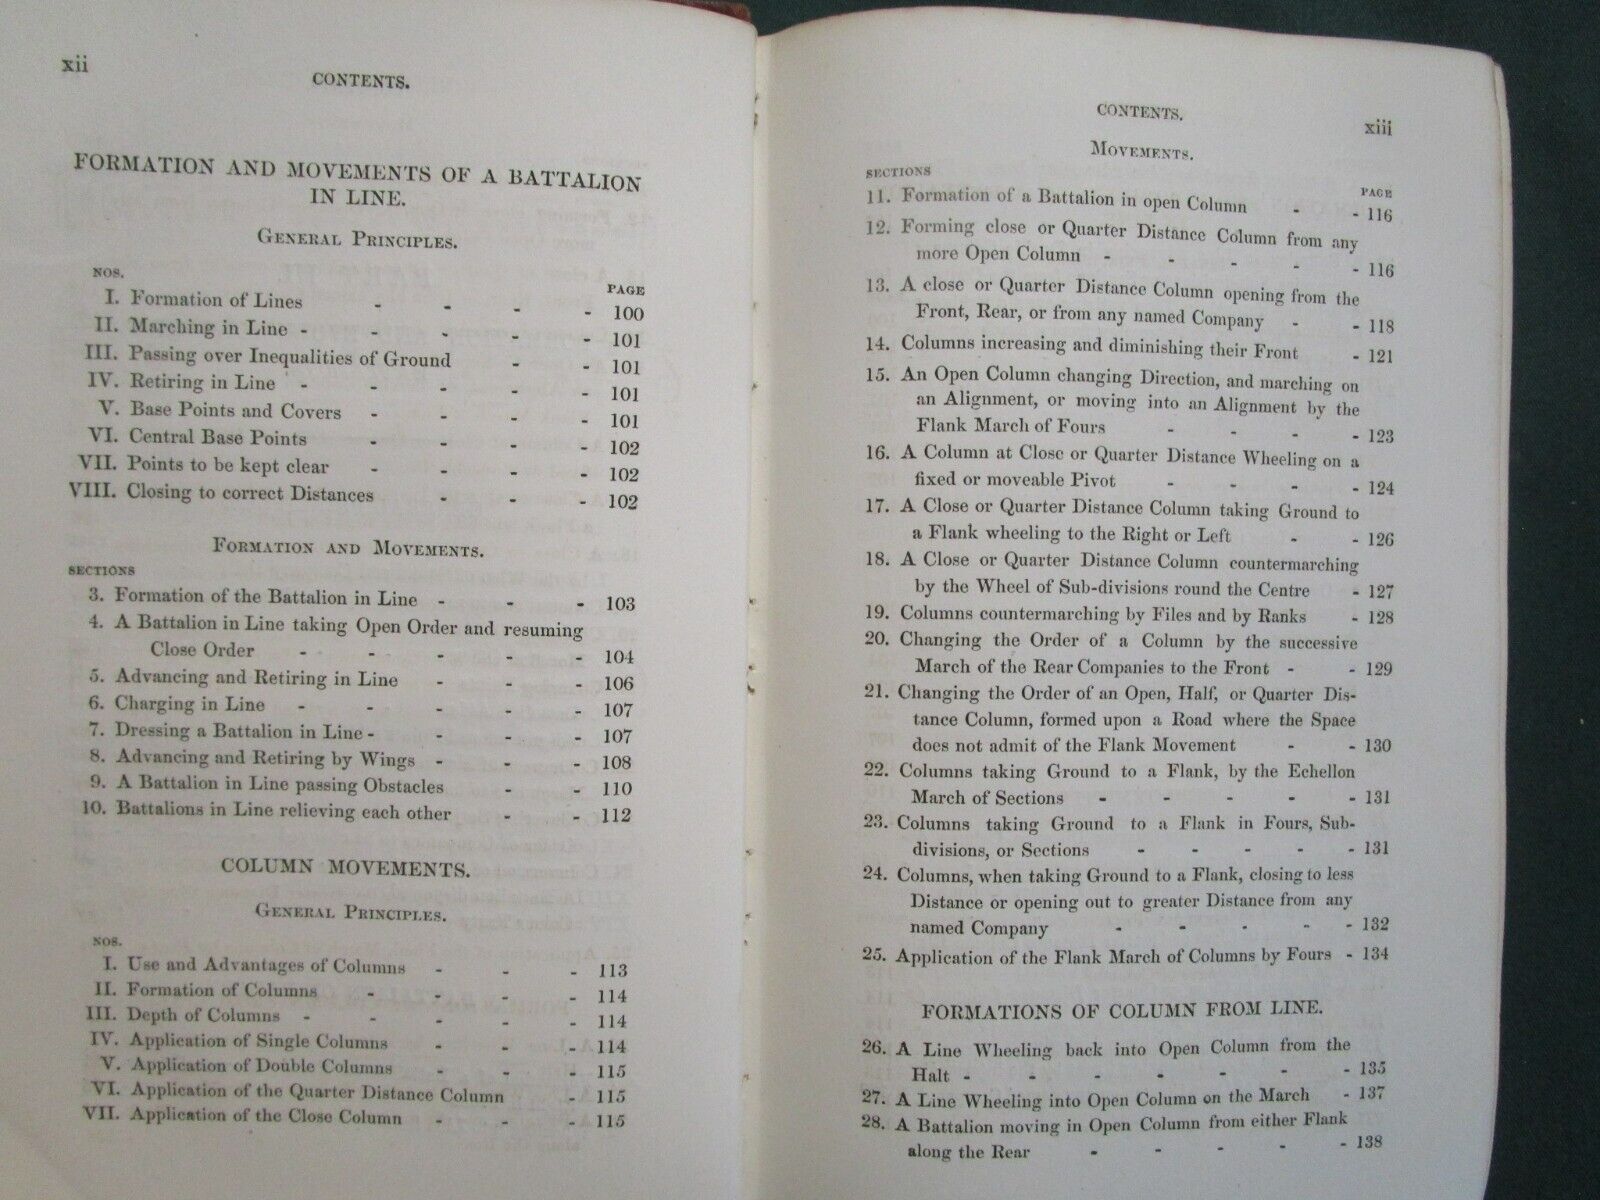 xii
CONTENTS.
FORMATION AND MOVEMENTS OF A BATTALION
IN LINE.
GENERAL PRINCIPLES.
NOS. PAGE
I. Formation of Lines - - - - 100
II. Marching in Line - - - - - 101
III. Passing over Inequalities of Ground - - 101
IV. Retiring in Line - - - - - 101
V. Base Points and Covers - - - - 101
VI. Central Base Points - - - - 102
VII. Points to be kept clear - - - - 102
VIII. Closing to correct Distances - - - 102
FORMATION AND MOVEMENTS.
SECTIONS
3. Formation of the Battalion in Line - - - 103
4. A Battalion in Line taking Open Order and resuming
Close Order - - - - - 104
5. Advancing and Retiring in Line - - - 106
6. Charging in Line - - - - - 107
7. Dressing a Battalion in Line - - - - 107
8. Advancing and Retiring by Wings - - - 108
9. A Battalion in Line passing Obstacles - - 110
10. Battalions in Line relieving each other - - 112
COLUMN MOVEMENTS.
GENERAL PRINCIPLES.
NOS.
I. Use and Advantages of Columns - - - 113
II. Formation of Columns - - - - 114
III. Depth of Columns - - - - - 114
IV. Application of Single Columns - - - 114
V. Application of Double Columns - - - 115
VI. Application of the Quarter Distance Column - 115
VII. Application of the Close Column - - - 115
CONTENTS. xiii
MOVEMENTS.
SECTIONS PAGE
11. Formation of a Battalion in open Column - - 116
12. Forming close or Quarter Distance Column from any
more Open Column - - - - - 116
13. A close or Quarter Distance Column opening from the
Front, Rear, or from any named Company - - 118
14. Columns increasing and diminishing their Front - 121
15. An Open Column changing Direction, and marching on
an Alignment, or moving into an Alignment by the
Flank March of Fours - - - - 123
16. A Column at Close or Quarter Distance Wheeling on a
fixed or moveable Pivot - - - - 124
17. A Close or Quarter Distance Column taking Ground to
a Flank wheeling to the Right or Left - - 126
18. A Close or Quarter Distance Column countermarching
by the Wheel of Sub-divisions round the Centre - 127
19. Columns countermarching by Files and by Ranks - 128
20. Changing the Order of a Column by the successive
March of the Rear Companies to the Front - - 129
21. Changing the Order of an Open, Half, or Quarter Dis-
tance Column, formed upon a Road where the Space
does not admit of the Flank Movement - - 130
22. Columns taking Ground to a Flank, by the Echellon
March of Sections - - - - - 131
23. Columns taking Ground to a Flank in Fours, Sub-
divisions, or Sections - - - - - 131
24. Columns, when taking Ground to a Flank, closing to less
Distance or opening out to greater Distance from any
named Company - - - - - 132
25. Application of the Flank March of Columns by Fours - 134
FORMATIONS OF COLUMN FROM LINE.
26. A Line Wheeling back into Open Column from the
Halt - - - - - - - 135
27. A Line Wheeling into Open Column on the March - 137
28. A Battalion moving in Open Column from either Flank
along the Rear - - - - - 138